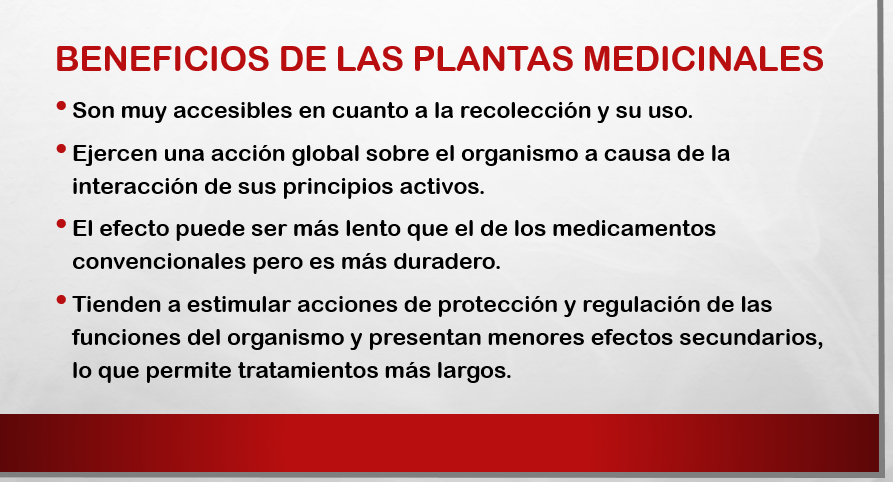 BENEFICIOS DE LAS PLANTAS MEDICINALES
• Son muy accesibles en cuanto a la recolección y su uso.
• Ejercen una acción global sobre el organismo a causa de la
interacción de sus principios activos.
• El efecto puede ser más lento que el de los medicamentos
convencionales pero es más duradero.
• Tienden a estimular acciones de protección y regulación de las
funciones del organismo y presentan menores efectos secundarios,
lo que permite tratamientos más largos.